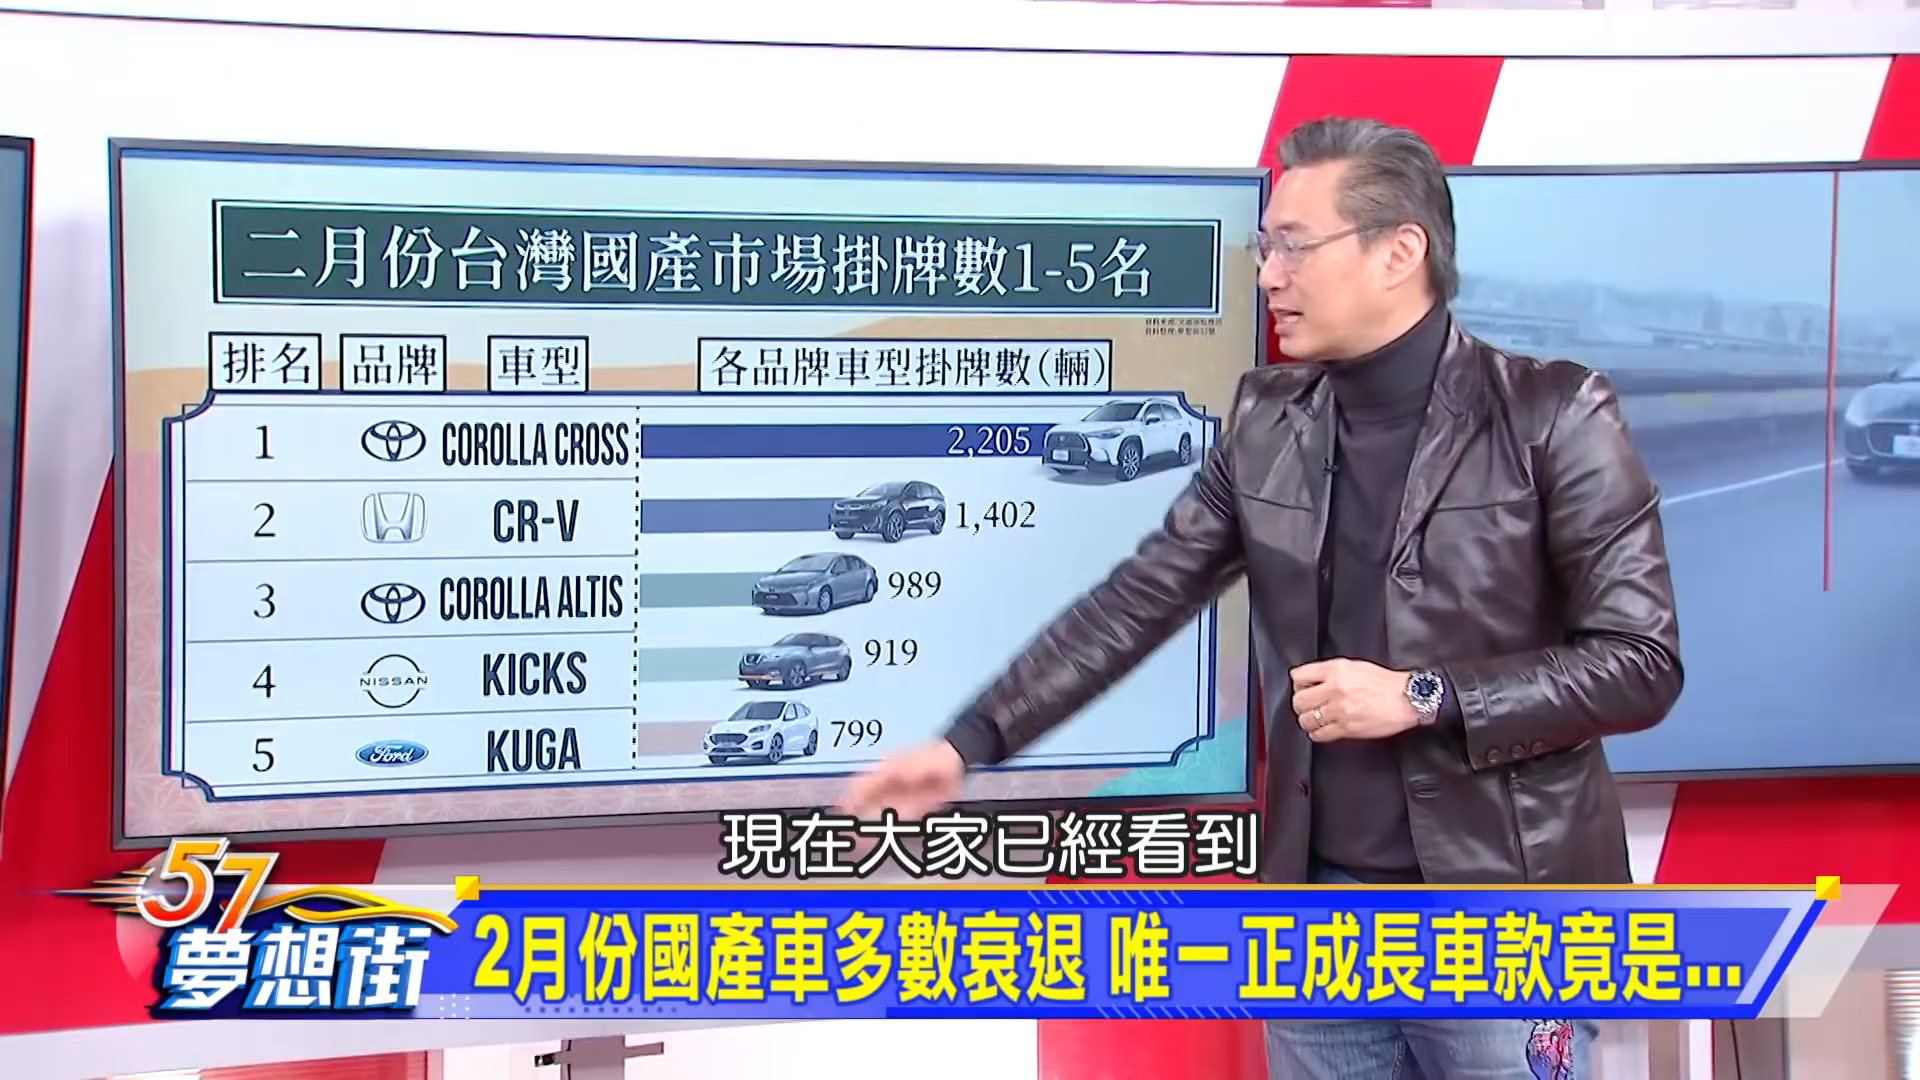 二月份台灣國產市場掛牌數1-5名
排名 品牌 車型 各品牌車型掛牌數(輛)
1 COROLLA CROSS 2,205
2 CR-V 1,402
3 COROLLA ALTIS 989
4 NISSAN KICKS 919
5 Ford KUGA 799
現在大家已經看到
57
夢想街
2月份國產車多數衰退 唯一正成長車款竟是...